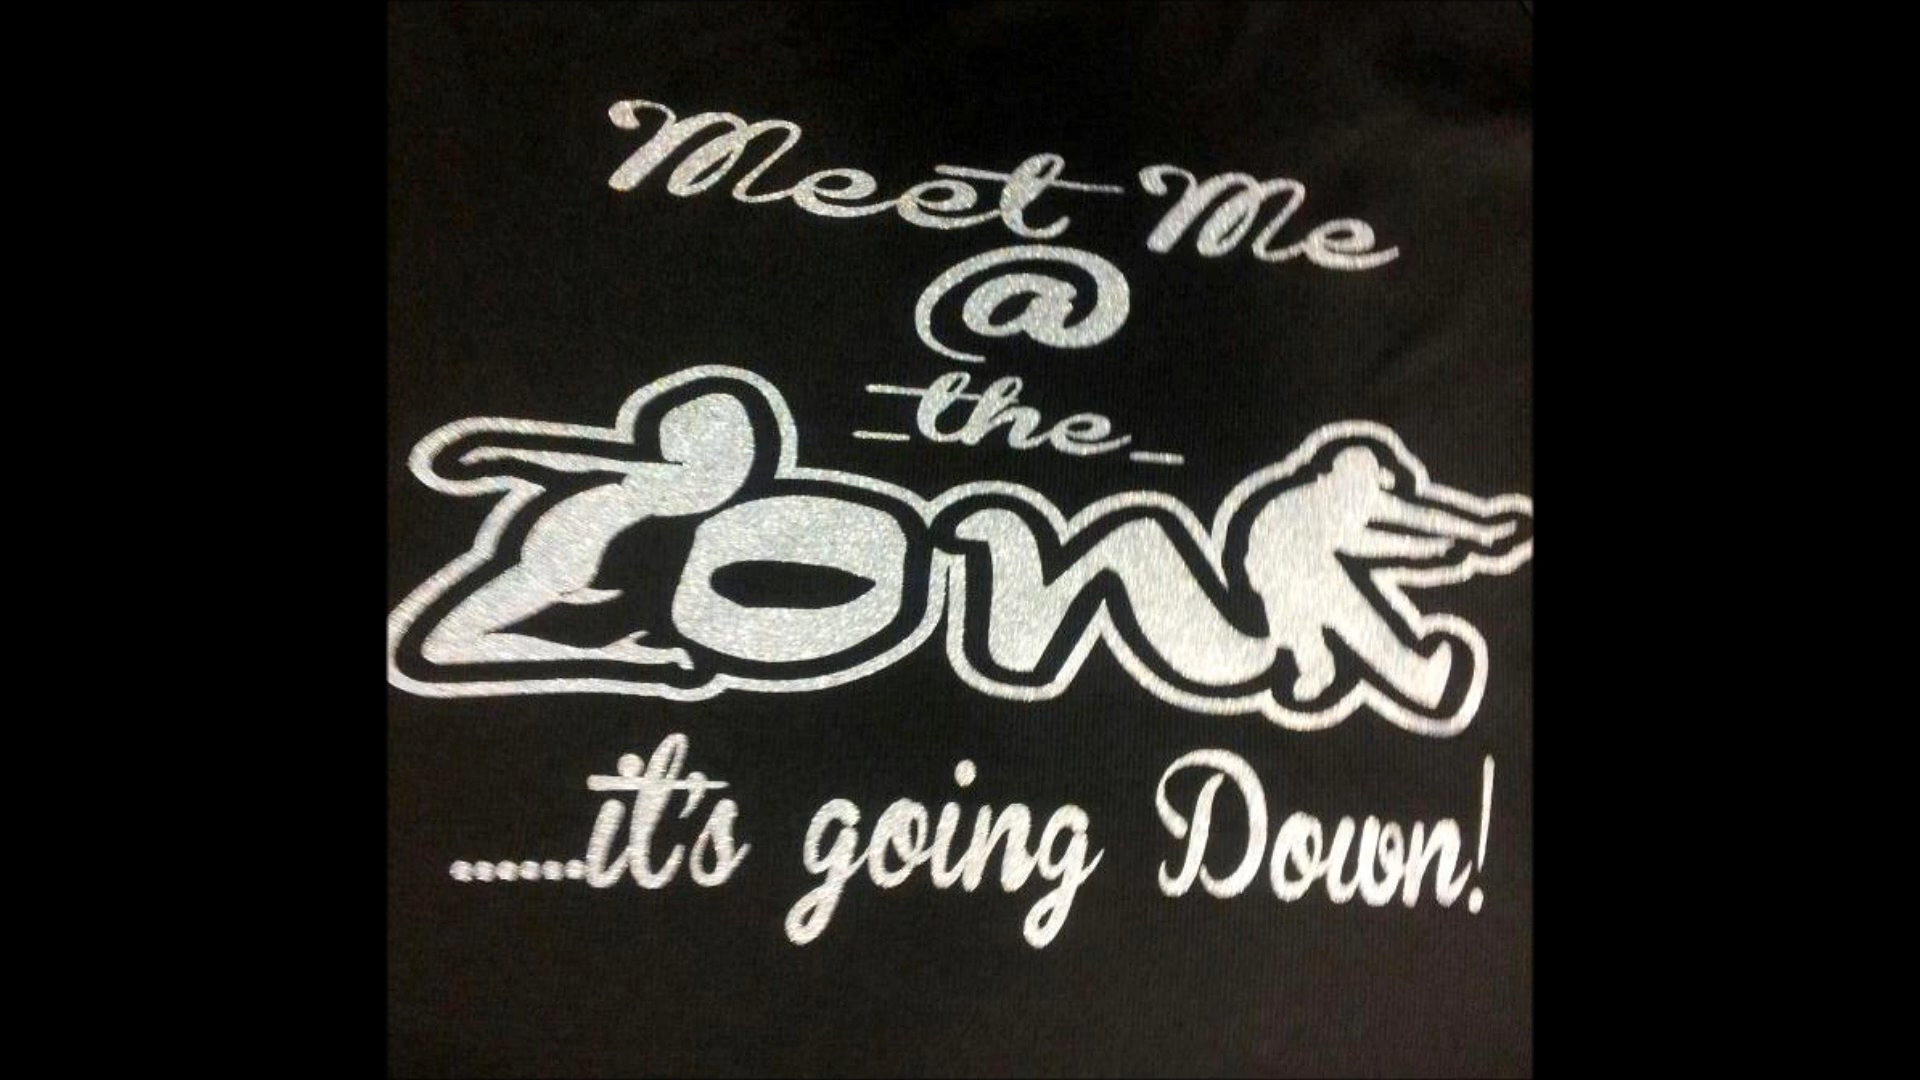 Meet Me
@
the
Zone
......it's going Down!